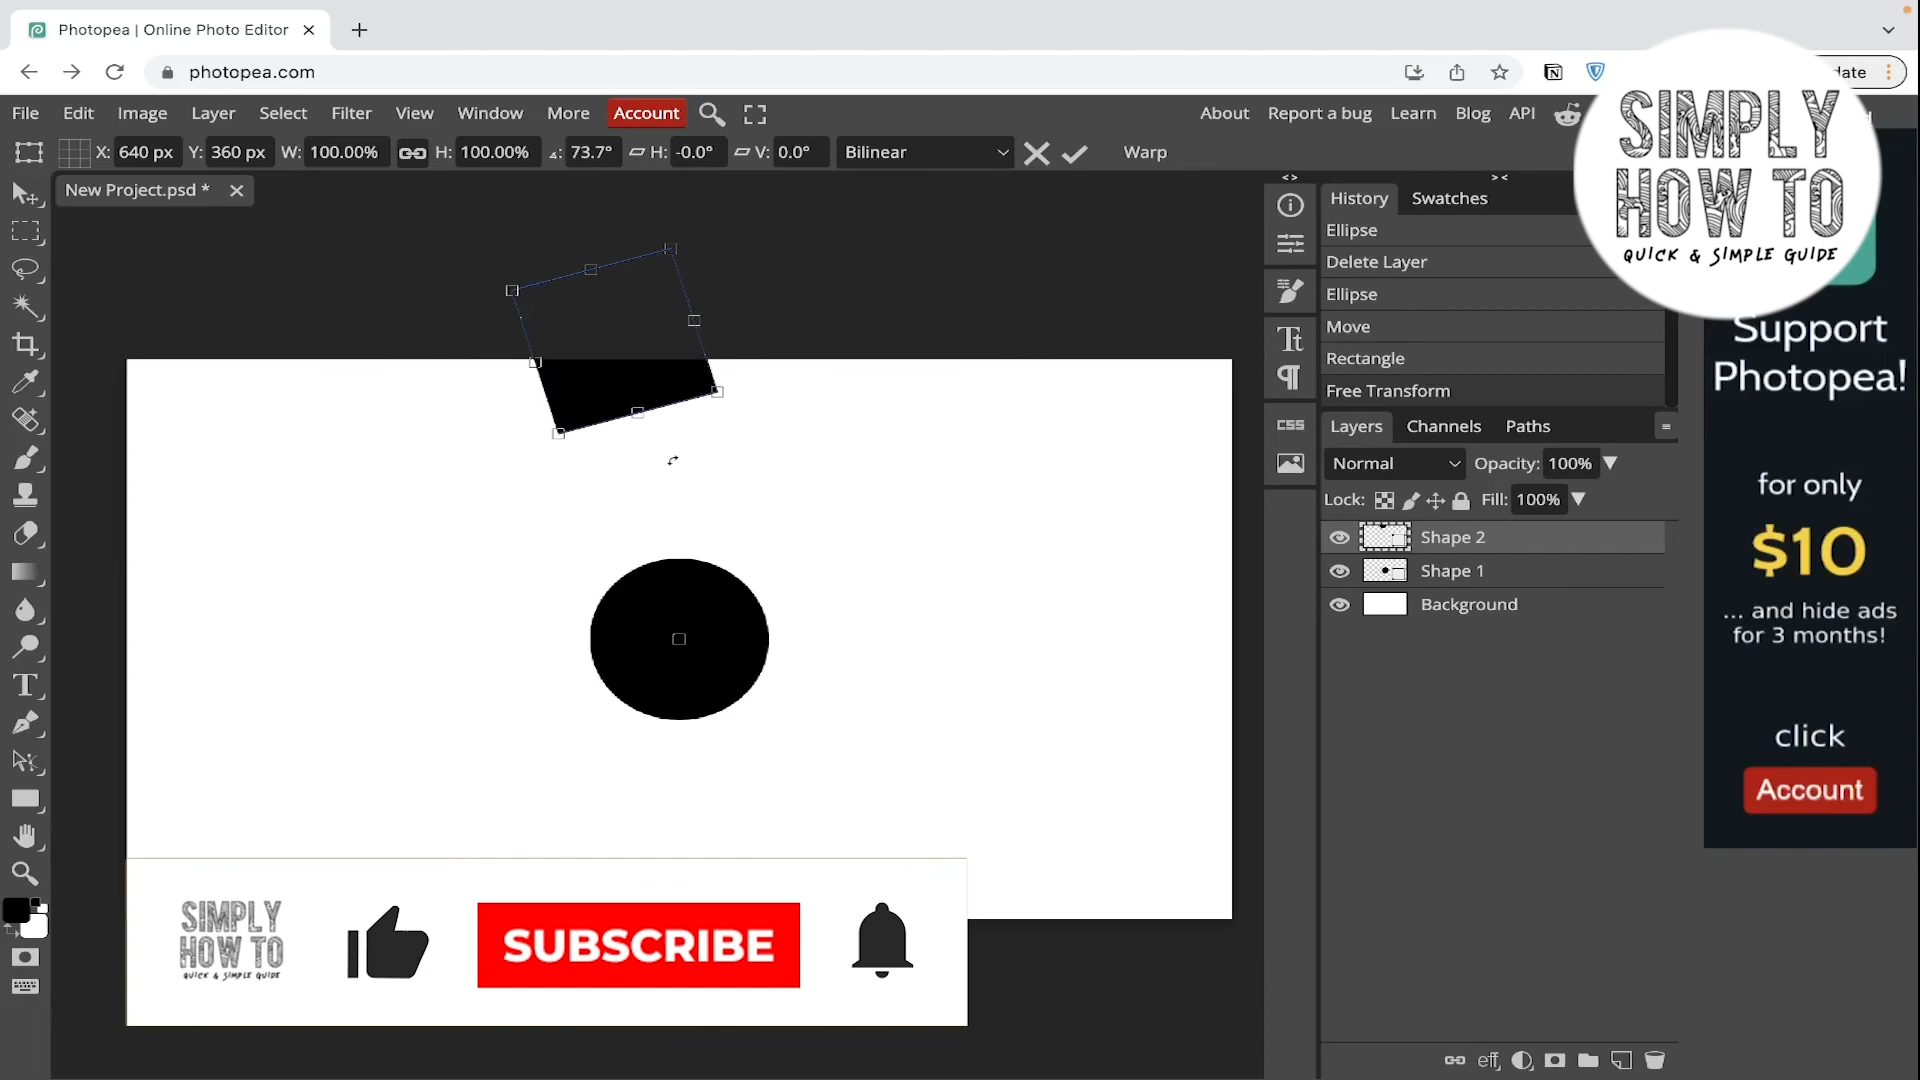 Photopea | Online Photo Editor
photopea.com
File Edit Image Layer Select Filter View Window More Account
About Report a bug Learn Blog API
X: 640 px Y: 360 px W: 100.00% H: 100.00% 73.7° H: -0.0° V: 0.0° Bilinear Warp
New Project.psd *
History Swatches
Ellipse
Delete Layer
Ellipse
Move
Rectangle
Free Transform
CSS
Layers Channels Paths
Normal Opacity: 100%
Lock: Fill: 100%
Shape 2
Shape 1
Background
eff
SIMPLY
HOW TO
QUICK & SIMPLE GUIDE
Support
Photopea!
for only
$10
... and hide ads
for 3 months!
click
Account
SIMPLY
HOW TO
QUICK & SIMPLE GUIDE
SUBSCRIBE